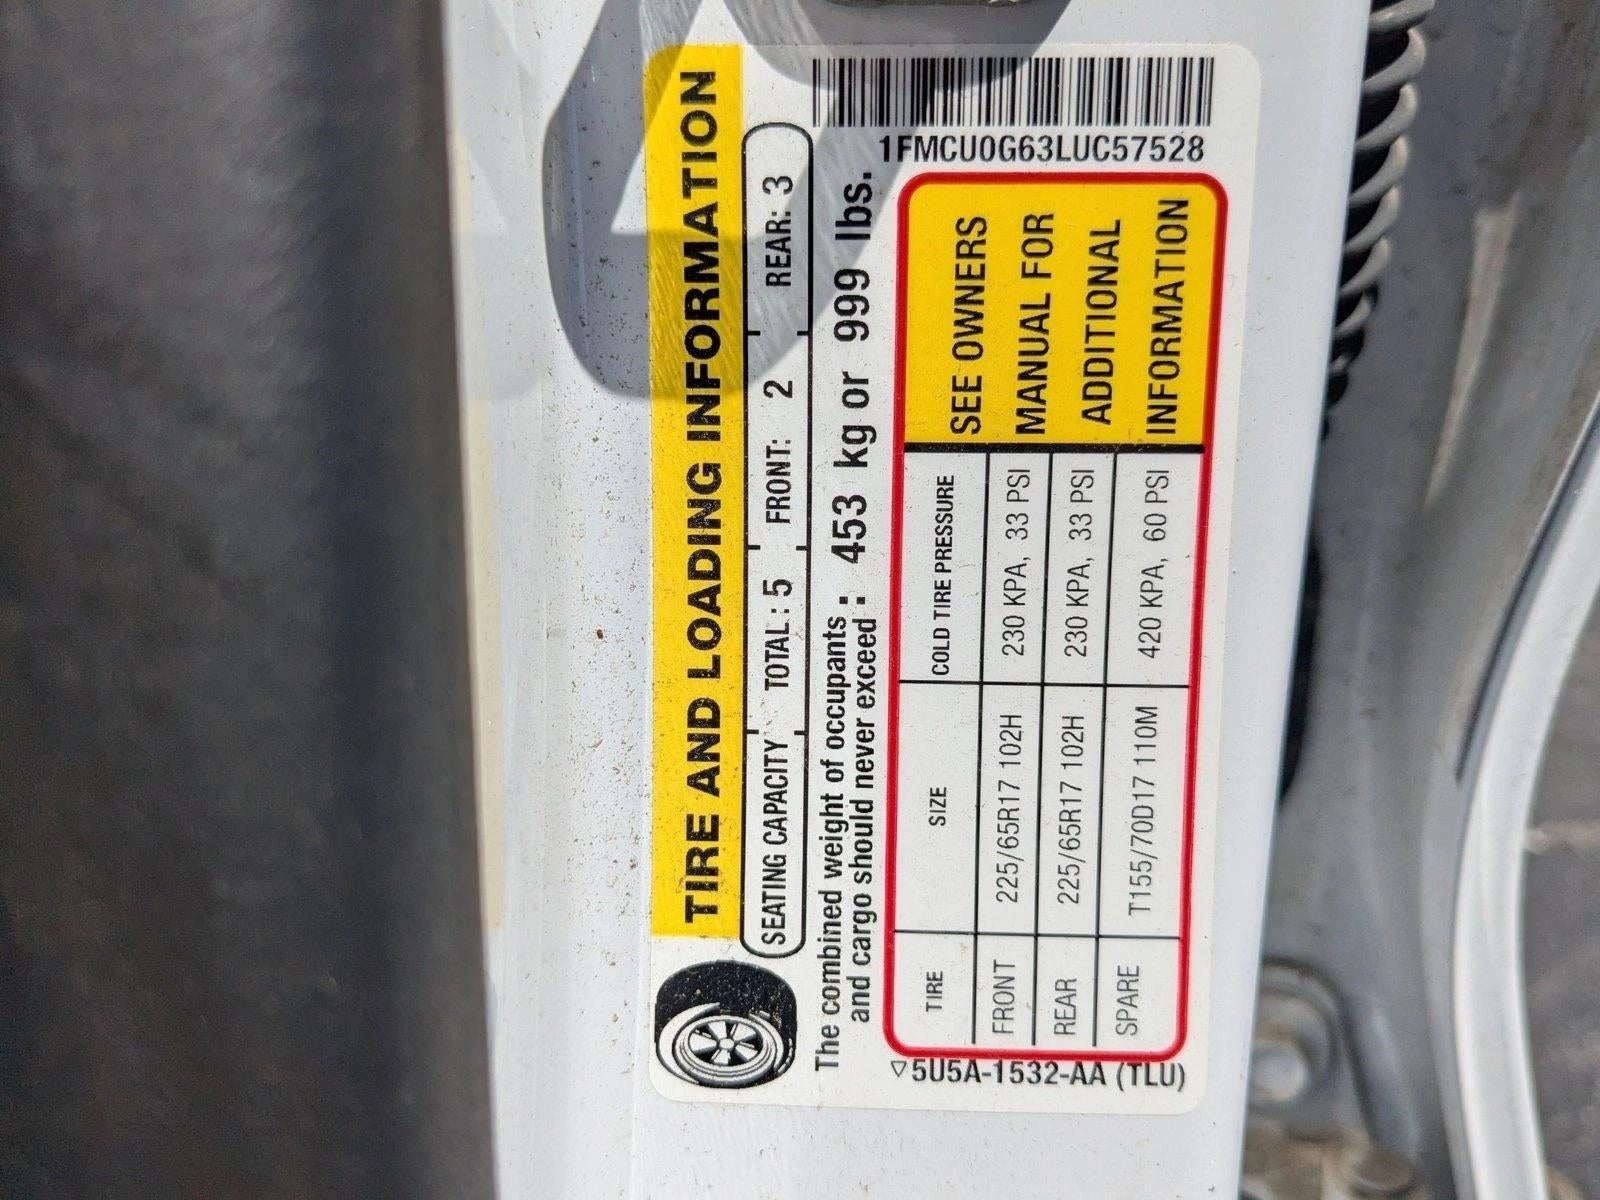 TIRE AND LOADING INFORMATION
SEATING CAPACITY TOTAL : 5 FRONT: 2 REAR: 3
The combined weight of occupants
and cargo should never exceed : 453 kg or 999 lbs.
1FMCU0G63LUC57528
TIRE SIZE COLD TIRE PRESSURE
FRONT 225/65R17 102H 230 KPA, 33 PSI
REAR 225/65R17 102H 230 KPA, 33 PSI
SPARE T155/70D17 110M 420 KPA, 60 PSI
SEE OWNERS
MANUAL FOR
ADDITIONAL
INFORMATION
5U5A-1532-AA (TLU)